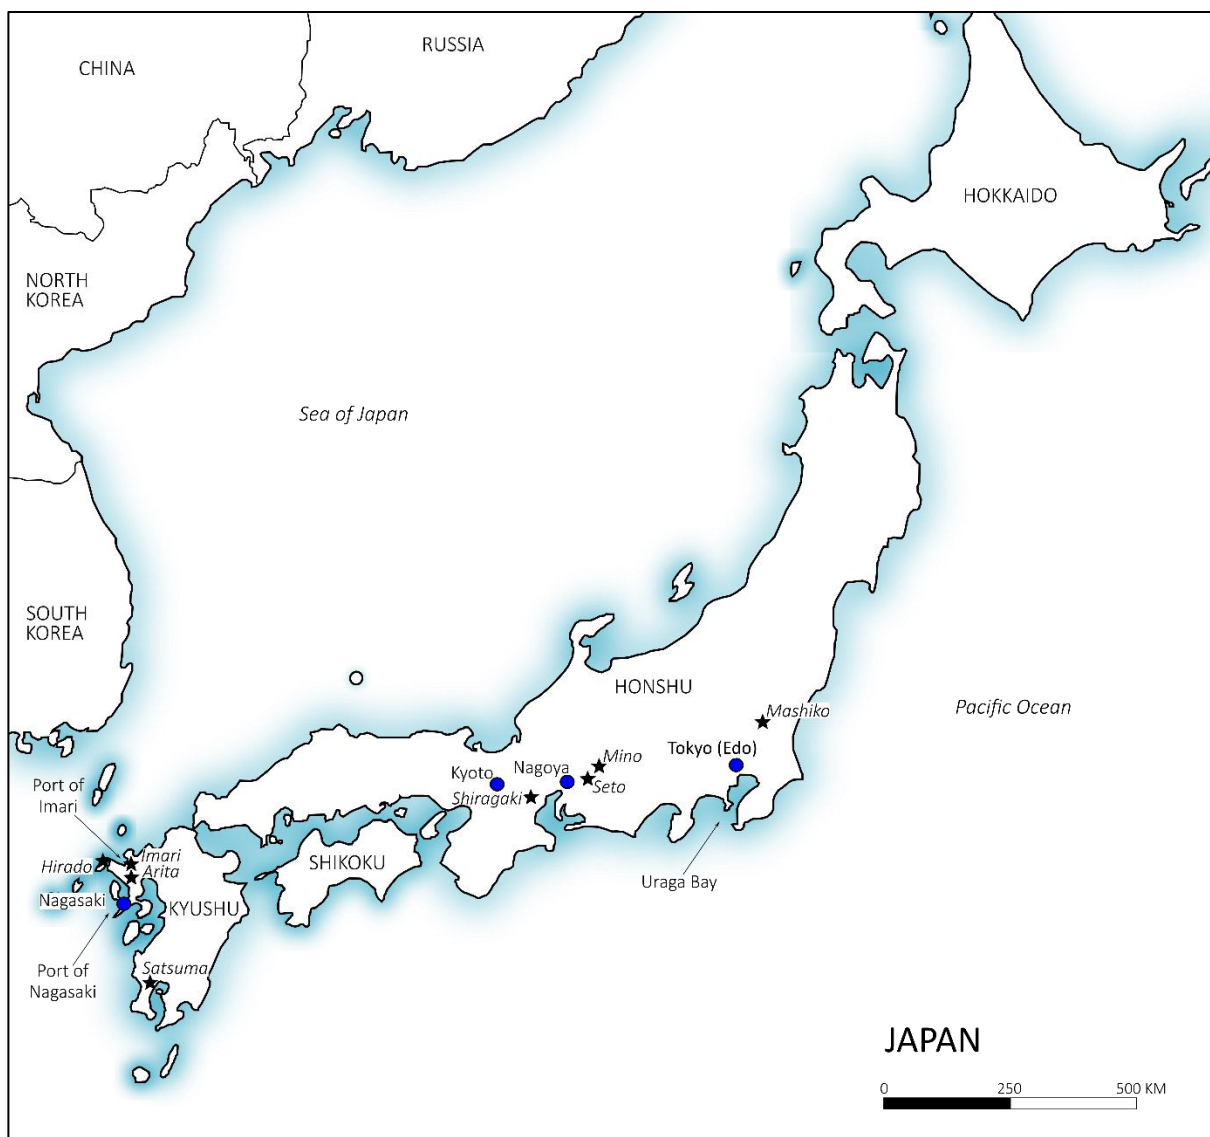 RUSSIA
CHINA
HOKKAIDO
NORTH
KOREA
Sea of Japan
SOUTH
KOREA
HONSHU
Mashiko
Pacific Ocean
Tokyo (Edo)
Mino
Nagoya
Kyoto
Seto
Shiragaki
Port of
Imari
Imari
Hirado
Arita
SHIKOKU
Uraga Bay
Nagasaki
KYUSHU
Satsuma
Port of
Nagasaki
JAPAN
0 250 500 KM